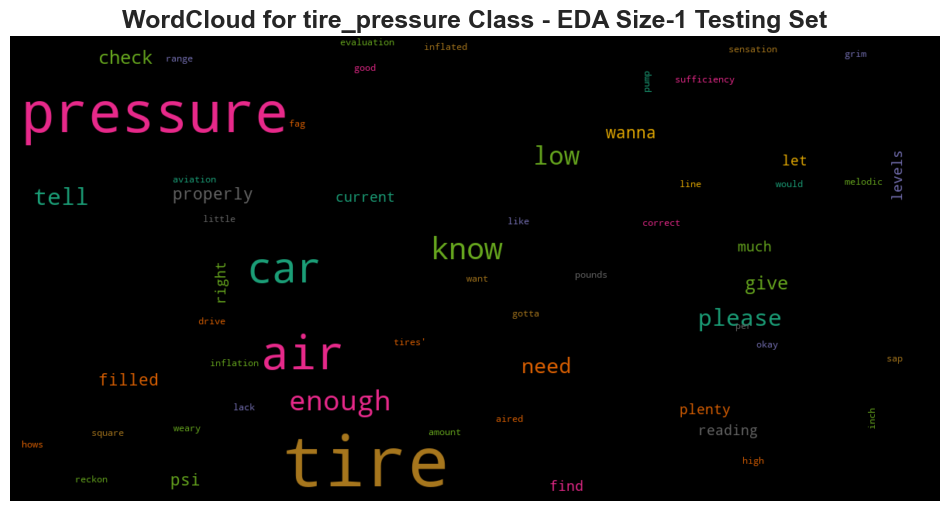 WordCloud for tire_pressure Class - EDA Size-1 Testing Set
evaluation
inflated
sensation
check
range
grim
good
pump
sufficiency
pressure
fag
wanna
low
let
levels
aviation
line
would
melodic
tell
properly
current
little
like
correct
know
much
car
right
want
pounds
give
gotta
please
per
drive
tires'
okay
air
inflation
need
sap
filled
enough
lack
plenty
aired
inch
square
weary
amount
reading
hows
tire
high
reckon
psi
find